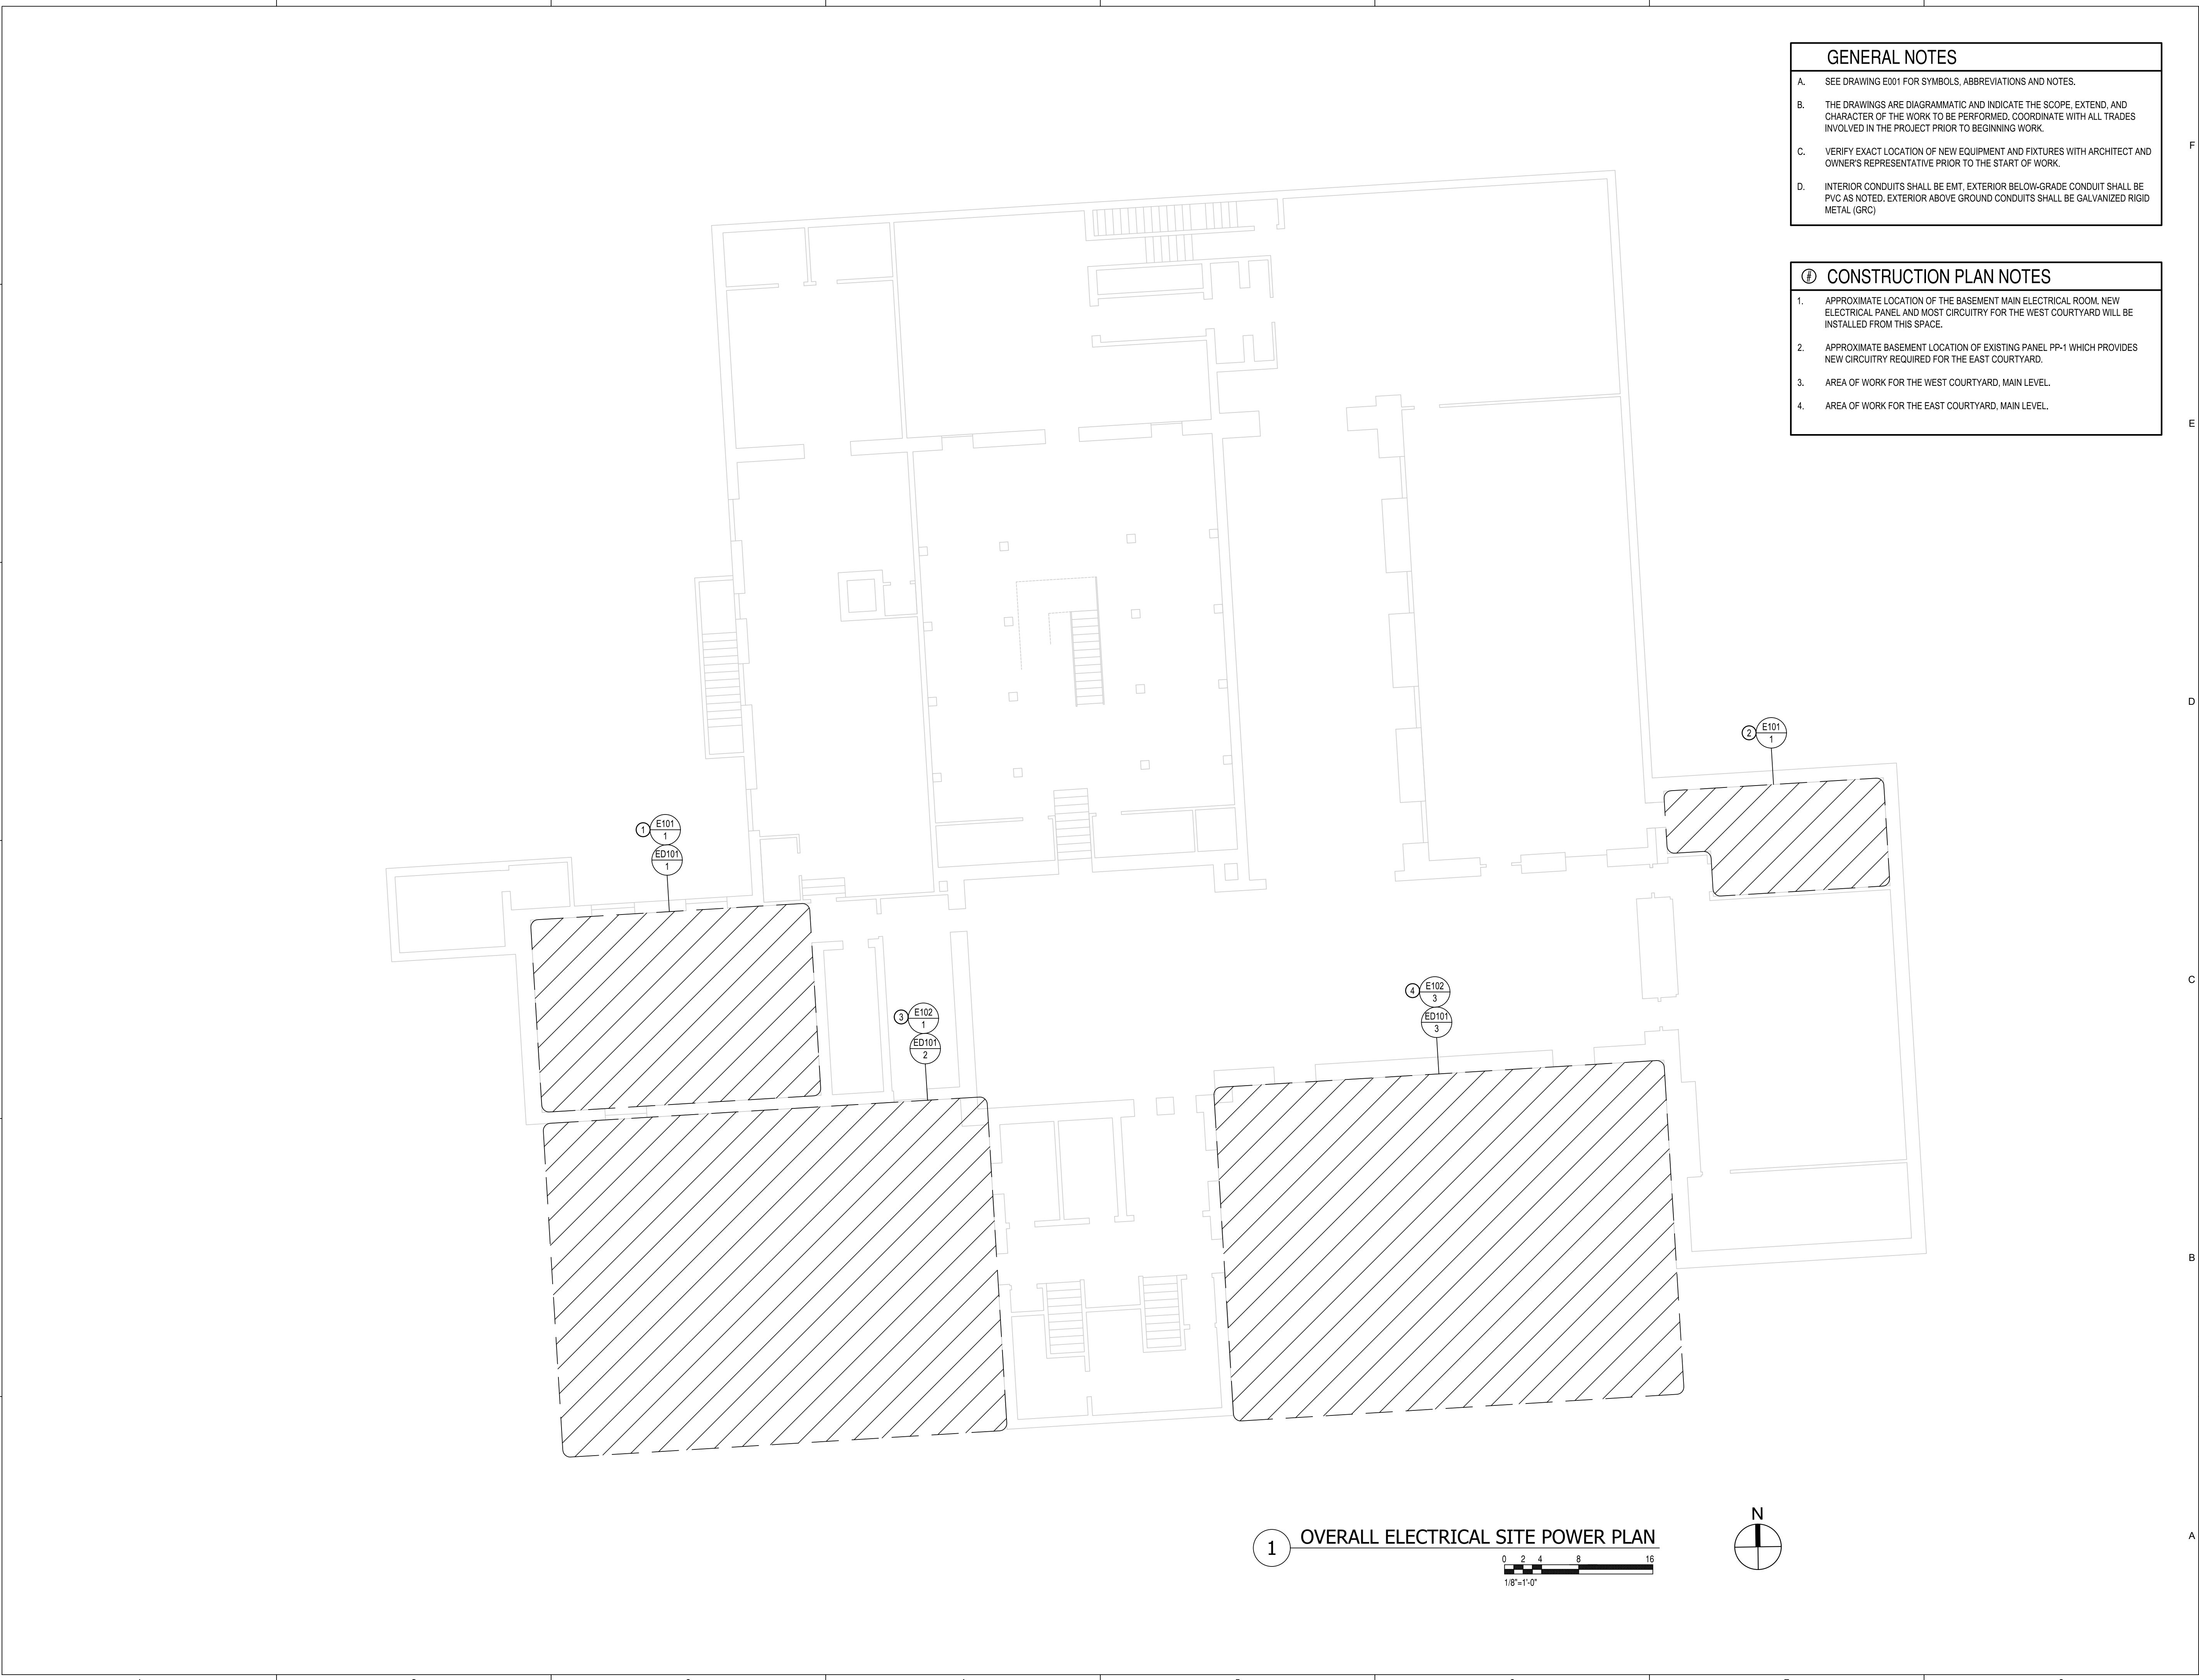 GENERAL NOTES
A. SEE DRAWING E001 FOR SYMBOLS, ABBREVIATIONS AND NOTES.
B. THE DRAWINGS ARE DIAGRAMMATIC AND INDICATE THE SCOPE, EXTEND, AND
CHARACTER OF THE WORK TO BE PERFORMED. COORDINATE WITH ALL TRADES
INVOLVED IN THE PROJECT PRIOR TO BEGINNING WORK.
C. VERIFY EXACT LOCATION OF NEW EQUIPMENT AND FIXTURES WITH ARCHITECT AND
OWNER'S REPRESENTATIVE PRIOR TO THE START OF WORK.
D. INTERIOR CONDUITS SHALL BE EMT, EXTERIOR BELOW-GRADE CONDUIT SHALL BE
PVC AS NOTED. EXTERIOR ABOVE GROUND CONDUITS SHALL BE GALVANIZED RIGID
METAL (GRC)
# CONSTRUCTION PLAN NOTES
1. APPROXIMATE LOCATION OF THE BASEMENT MAIN ELECTRICAL ROOM, NEW
ELECTRICAL PANEL AND MOST CIRCUITRY FOR THE WEST COURTYARD WILL BE
INSTALLED FROM THIS SPACE.
2. APPROXIMATE BASEMENT LOCATION OF EXISTING PANEL PP-1 WHICH PROVIDES
NEW CIRCUITRY REQUIRED FOR THE EAST COURTYARD.
3. AREA OF WORK FOR THE WEST COURTYARD, MAIN LEVEL.
4. AREA OF WORK FOR THE EAST COURTYARD, MAIN LEVEL.
F
E
D
C
B
A
2 E101
1
1 E101
1
ED101
1
3 E102
1
ED101
2
4 E102
3
ED101
3
1 OVERALL ELECTRICAL SITE POWER PLAN
0 2 4 8 16
1/8"=1'-0"
N